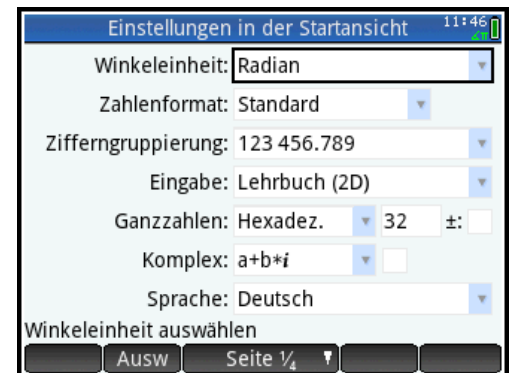 Einstellungen in der Startansicht 11:46
∡π
Winkeleinheit: Radian
Zahlenformat: Standard
Zifferngruppierung: 123 456.789
Eingabe: Lehrbuch (2D)
Ganzzahlen: Hexadez. 32 ±:
Komplex: a+b*i
Sprache: Deutsch
Winkeleinheit auswählen
Ausw Seite ¼